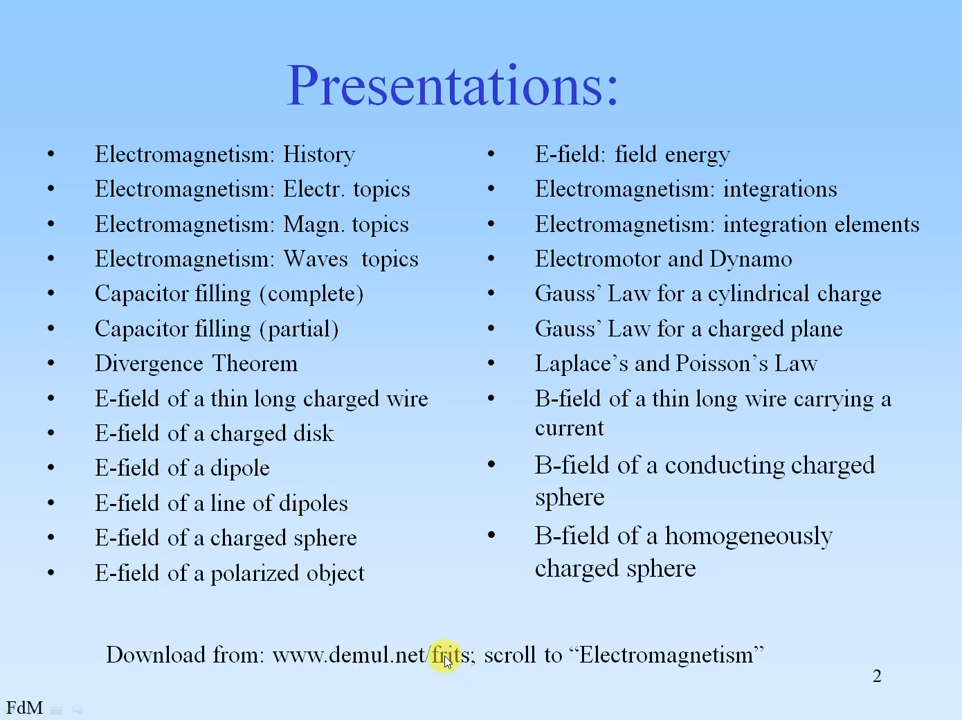 Presentations:
• Electromagnetism: History
• Electromagnetism: Electr. topics
• Electromagnetism: Magn. topics
• Electromagnetism: Waves  topics
• Capacitor filling (complete)
• Capacitor filling (partial)
• Divergence Theorem
• E-field of a thin long charged wire
• E-field of a charged disk
• E-field of a dipole
• E-field of a line of dipoles
• E-field of a charged sphere
• E-field of a polarized object
• E-field: field energy
• Electromagnetism: integrations
• Electromagnetism: integration elements
• Electromotor and Dynamo
• Gauss’ Law for a cylindrical charge
• Gauss’ Law for a charged plane
• Laplace’s and Poisson’s Law
• B-field of a thin long wire carrying a
current
• B-field of a conducting charged
sphere
• B-field of a homogeneously
charged sphere
Download from: www.demul.net/frits; scroll to “Electromagnetism”
2
FdM